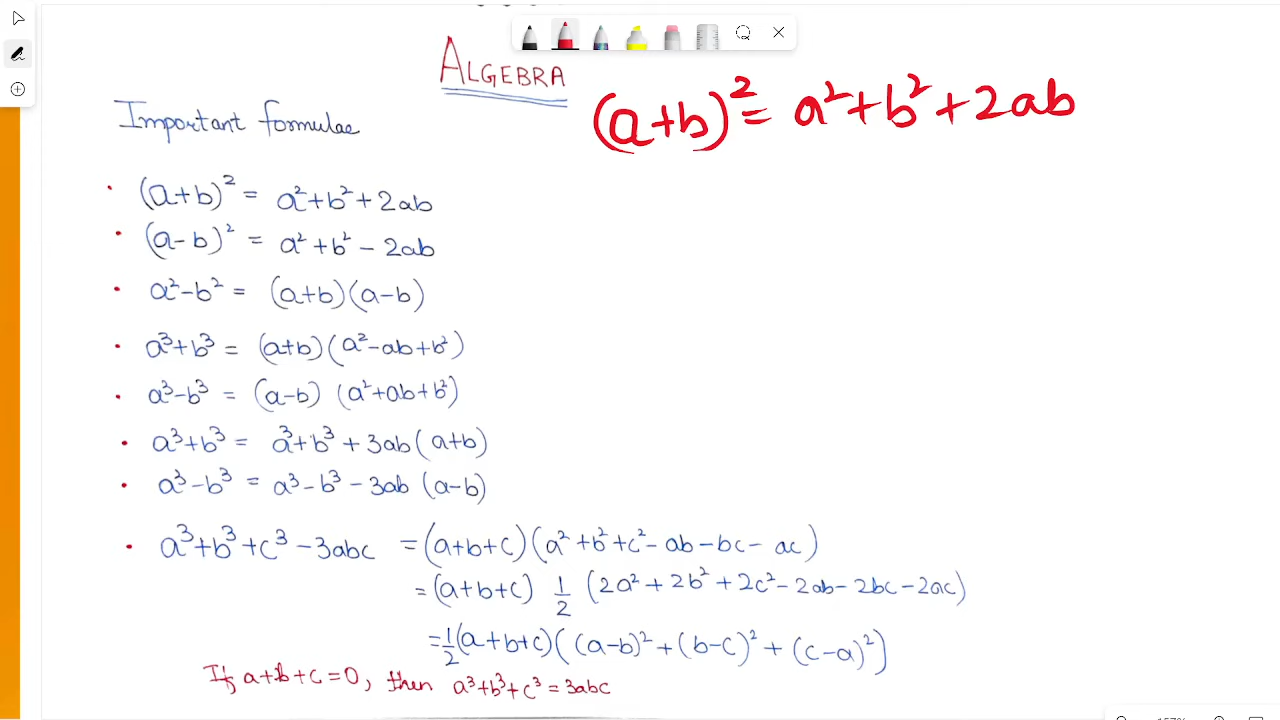 ALGEBRA
(a+b)² = a²+b²+2ab
Important formulae
• (a+b)² = a²+b²+2ab
• (a-b)² = a²+b²-2ab
• a²-b² = (a+b)(a-b)
• a³+b³ = (a+b)(a²-ab+b²)
• a³-b³ = (a-b) (a²+ab+b²)
• a³+b³ = a³+b³+3ab(a+b)
• a³-b³ = a³-b³-3ab (a-b)
• a³+b³+c³-3abc = (a+b+c)(a²+b²+c²-ab-bc-ac)
= (a+b+c) 1/2 (2a²+2b²+2c²-2ab-2bc-2ac)
= 1/2 (a+b+c)((a-b)²+(b-c)²+(c-a)²)
If a+b+c=0, then a³+b³+c³=3abc